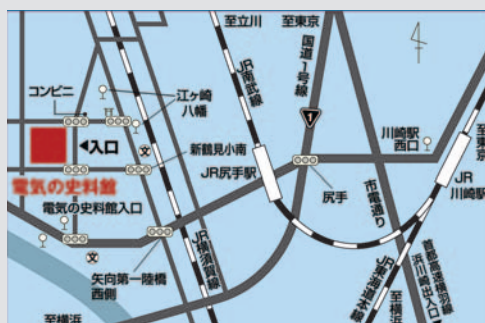 至立川
至東京
国道1号線
JR南武線
コンビニ
江ヶ崎
八幡
1
川崎駅
西口
入口
文
新鶴見小南
JR尻手駅
電気の史料館
尻手
市電通り
JR
川崎駅
電気の史料館入口
文
矢向第一陸橋
西側
JR横須賀線
JR東海道本線
首都高速横羽線
浜川崎出入口
至横浜
至横浜